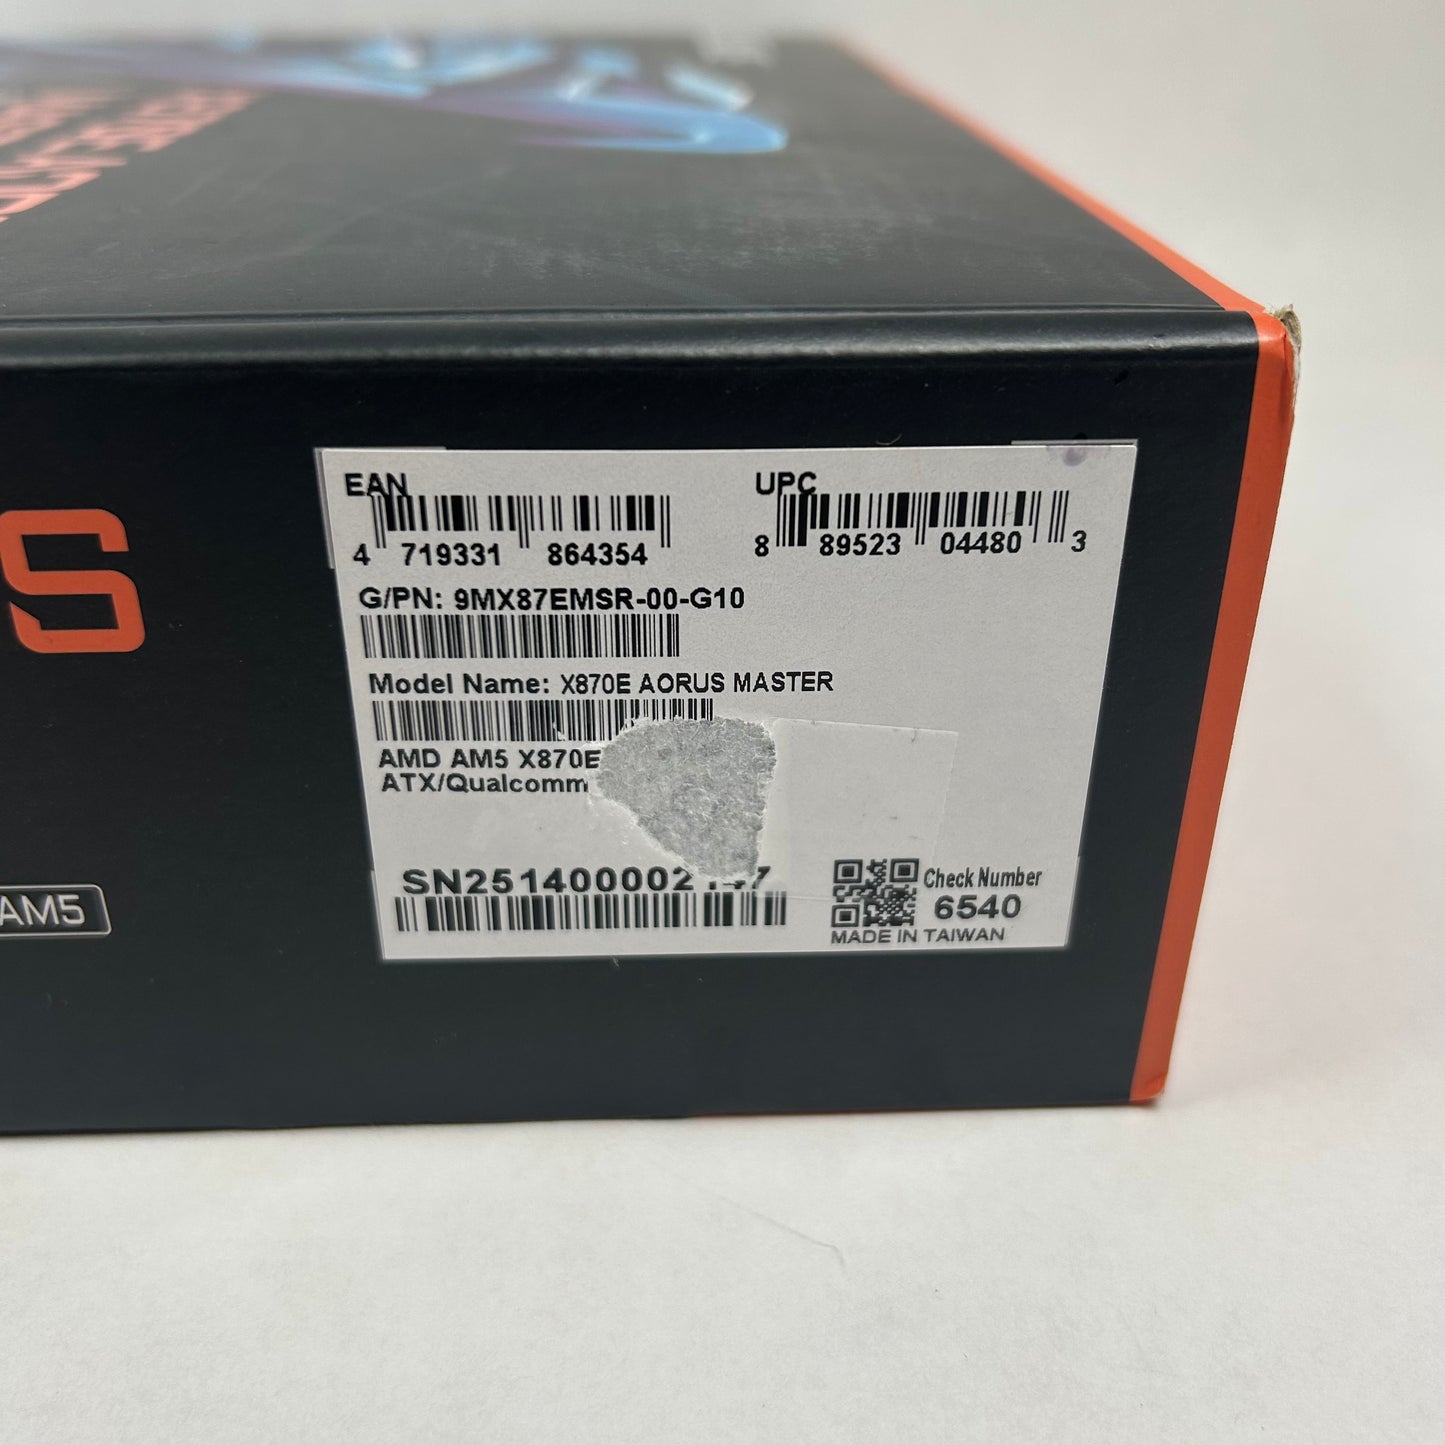 S
AM5
EAN
4 719331 864354
UPC
8 89523 04480 3
G/PN: 9MX87EMSR-00-G10
Model Name: X870E AORUS MASTER
AMD AM5 X870E
ATX/Qualcomm
Check Number
6540
MADE IN TAIWAN